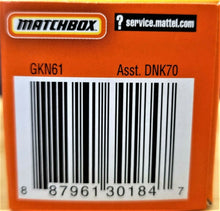 MATCHBOX
? service.mattel.com
GKN61 Asst. DNK70
8 87961 30184 7